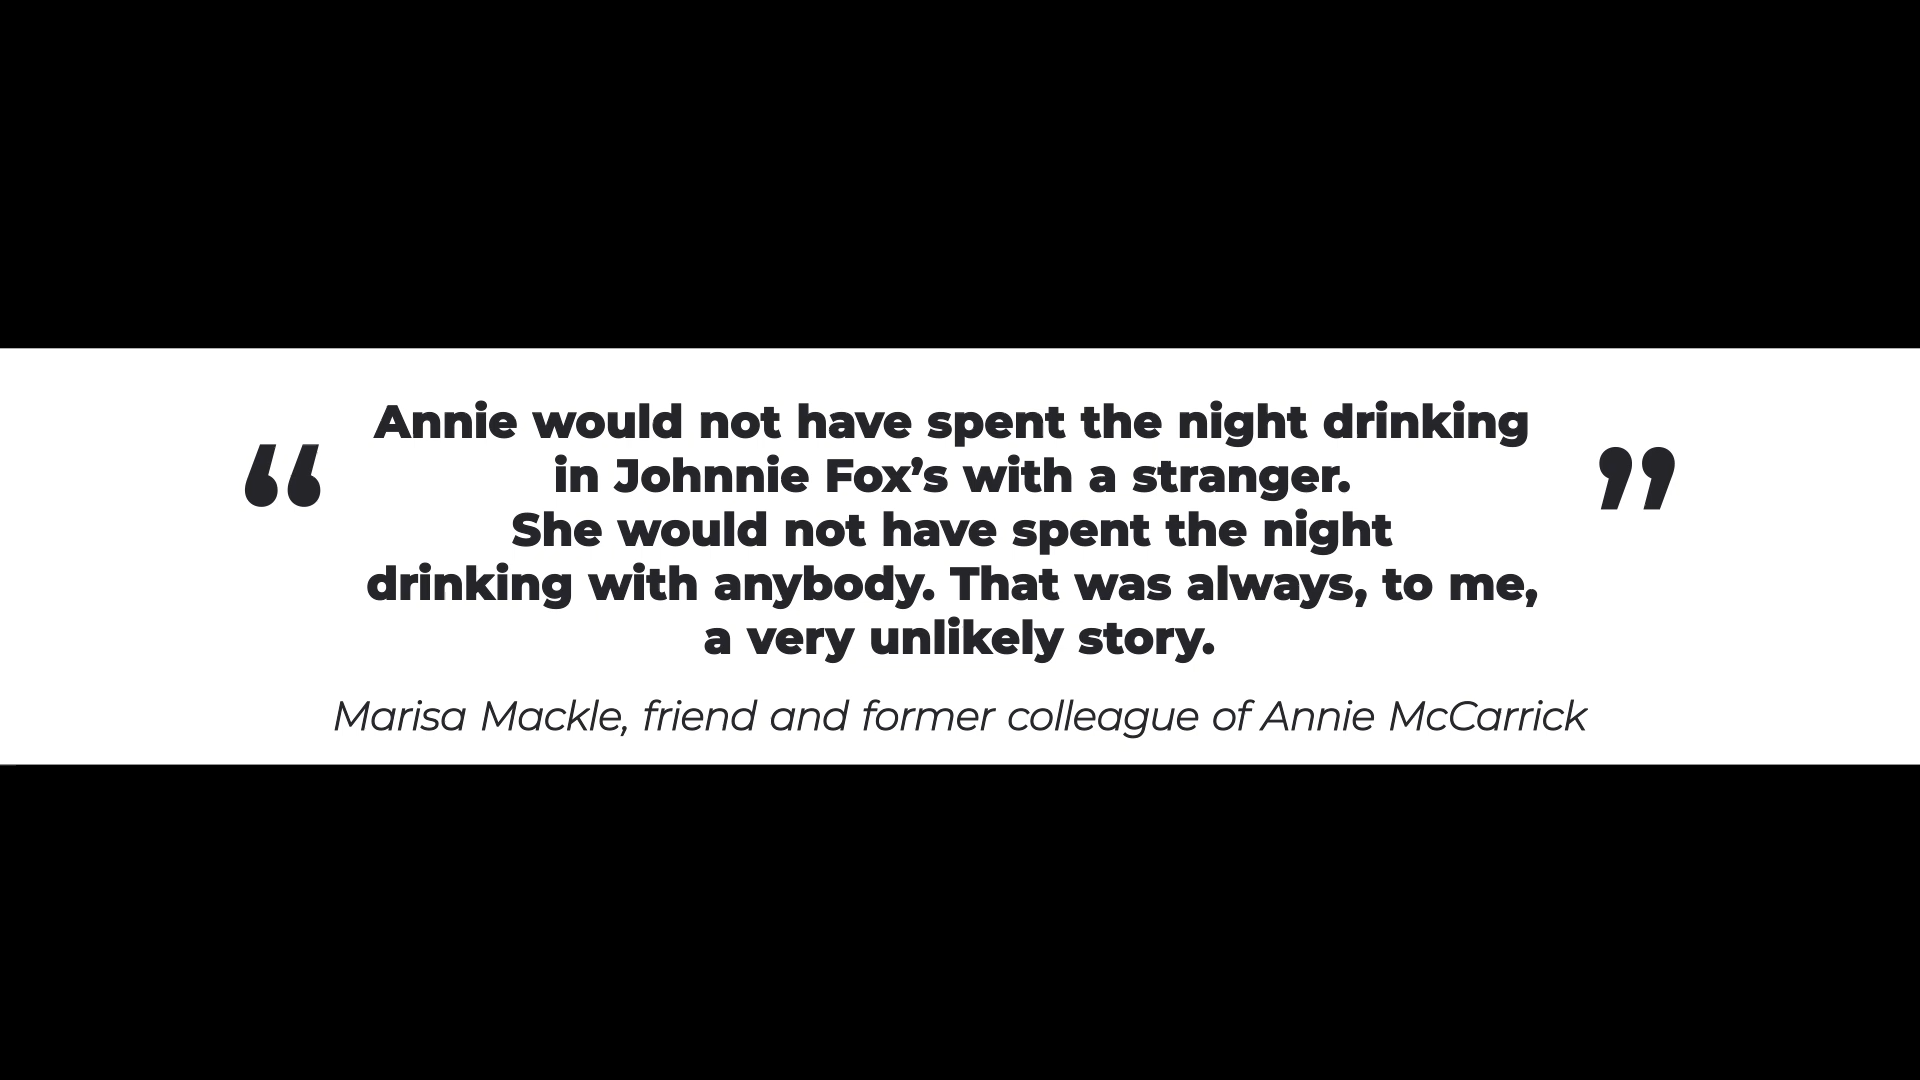 “ Annie would not have spent the night drinking
in Johnnie Fox’s with a stranger.
She would not have spent the night
drinking with anybody. That was always, to me,
a very unlikely story. ”
Marisa Mackle, friend and former colleague of Annie McCarrick